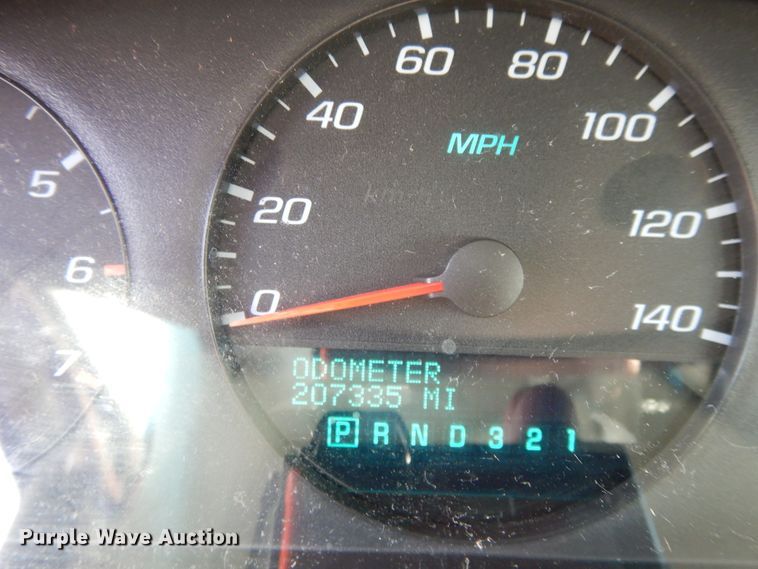 60 80
40 100
MPH
5
20 120
6
0 140
7
ODOMETER
207335 MI
P R N D 3 2 1
Purple Wave Auction